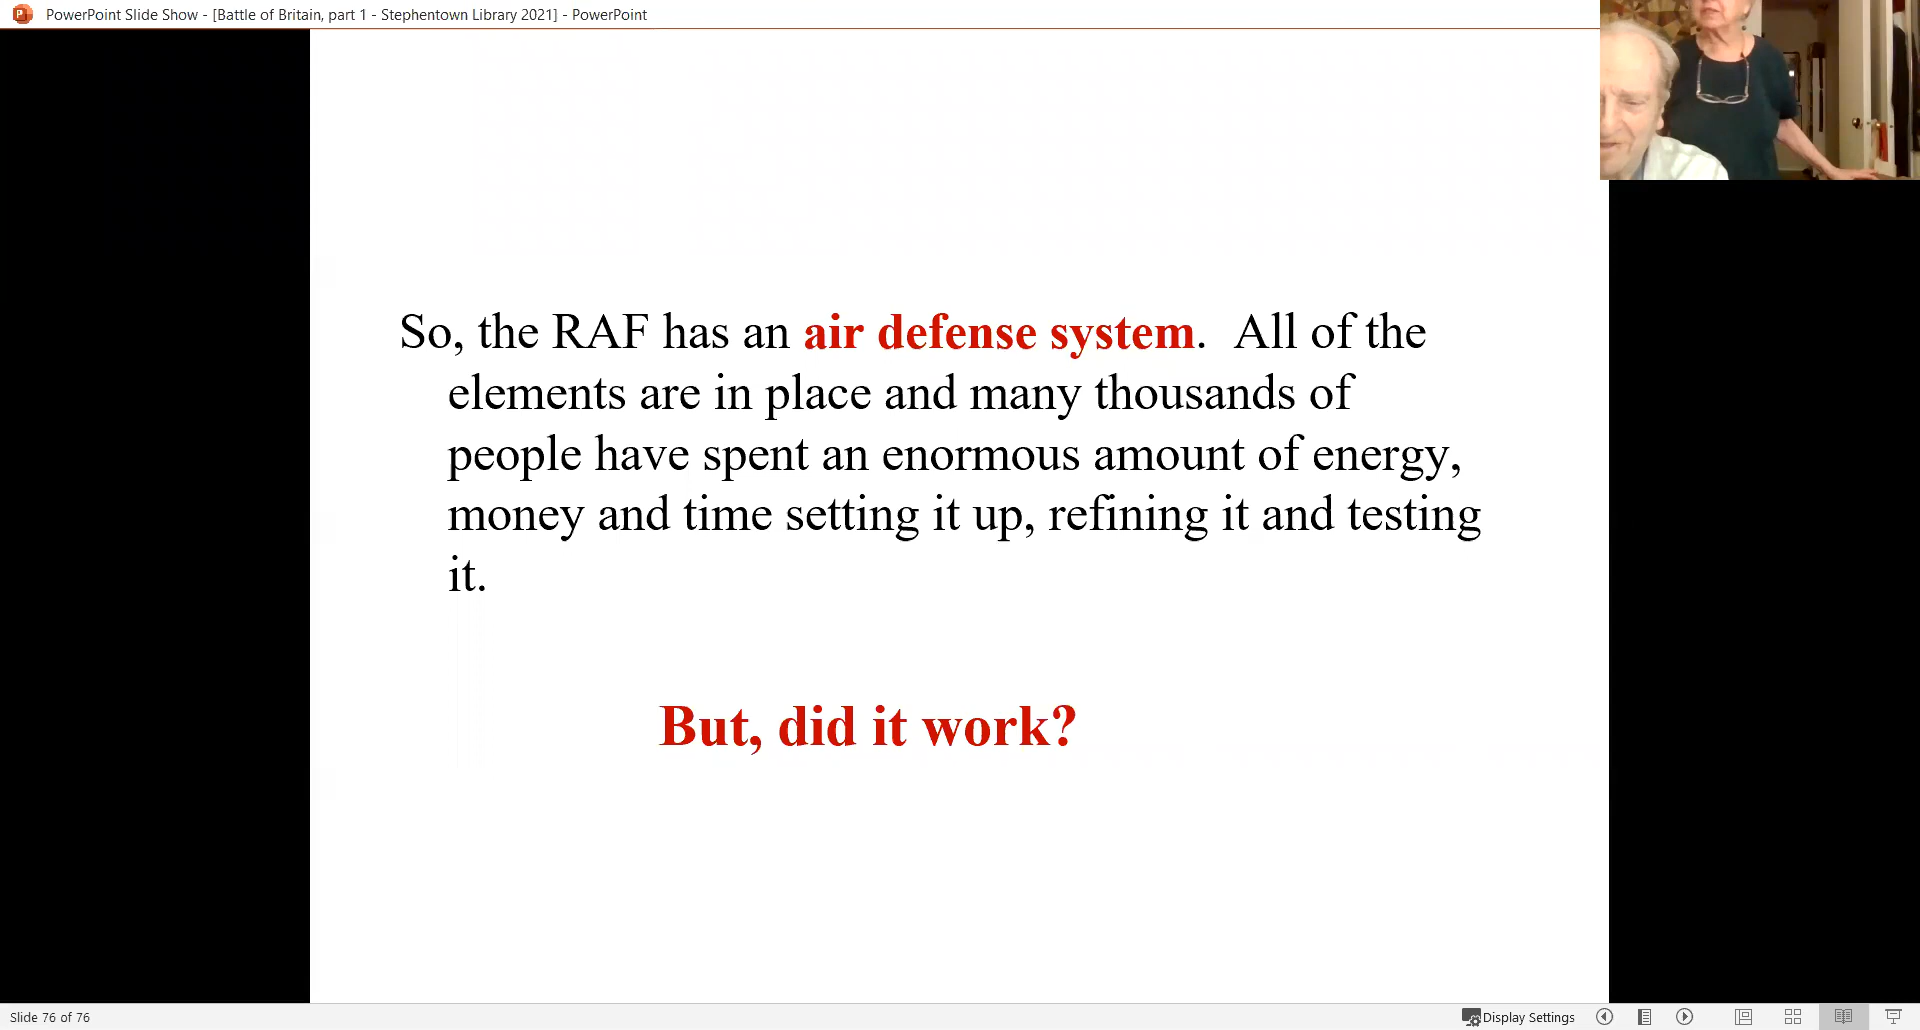 PowerPoint Slide Show - [Battle of Britain, part 1 - Stephentown Library 2021] - PowerPoint
So, the RAF has an air defense system. All of the
elements are in place and many thousands of
people have spent an enormous amount of energy,
money and time setting it up, refining it and testing
it.
But, did it work?
Slide 76 of 76
Display Settings